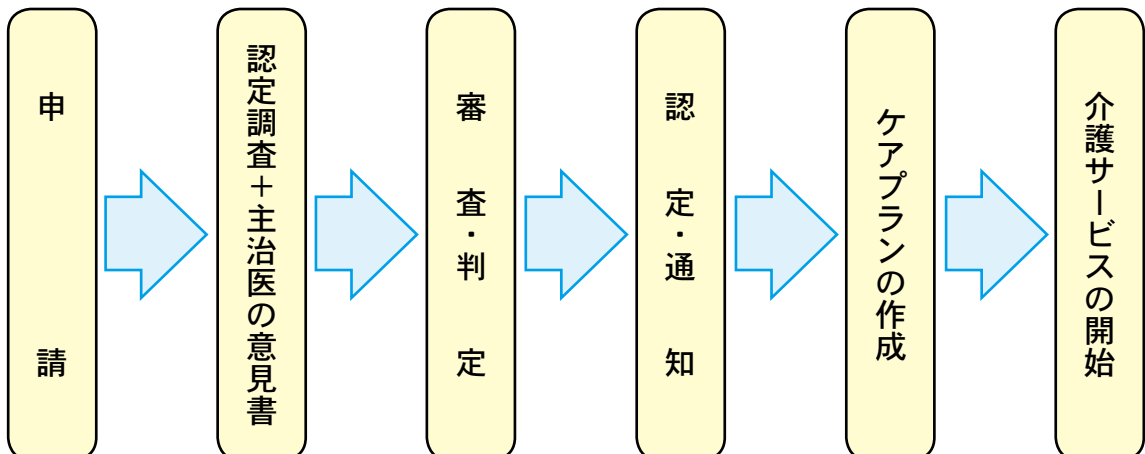 申請
認定調査＋主治医の意見書
審査・判定
認定・通知
ケアプランの作成
介護サービスの開始